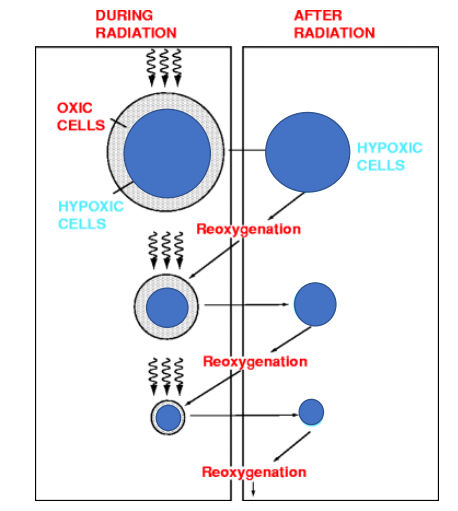 DURING
RADIATION
AFTER
RADIATION
OXIC
CELLS
HYPOXIC
CELLS
HYPOXIC
CELLS
Reoxygenation
Reoxygenation
Reoxygenation